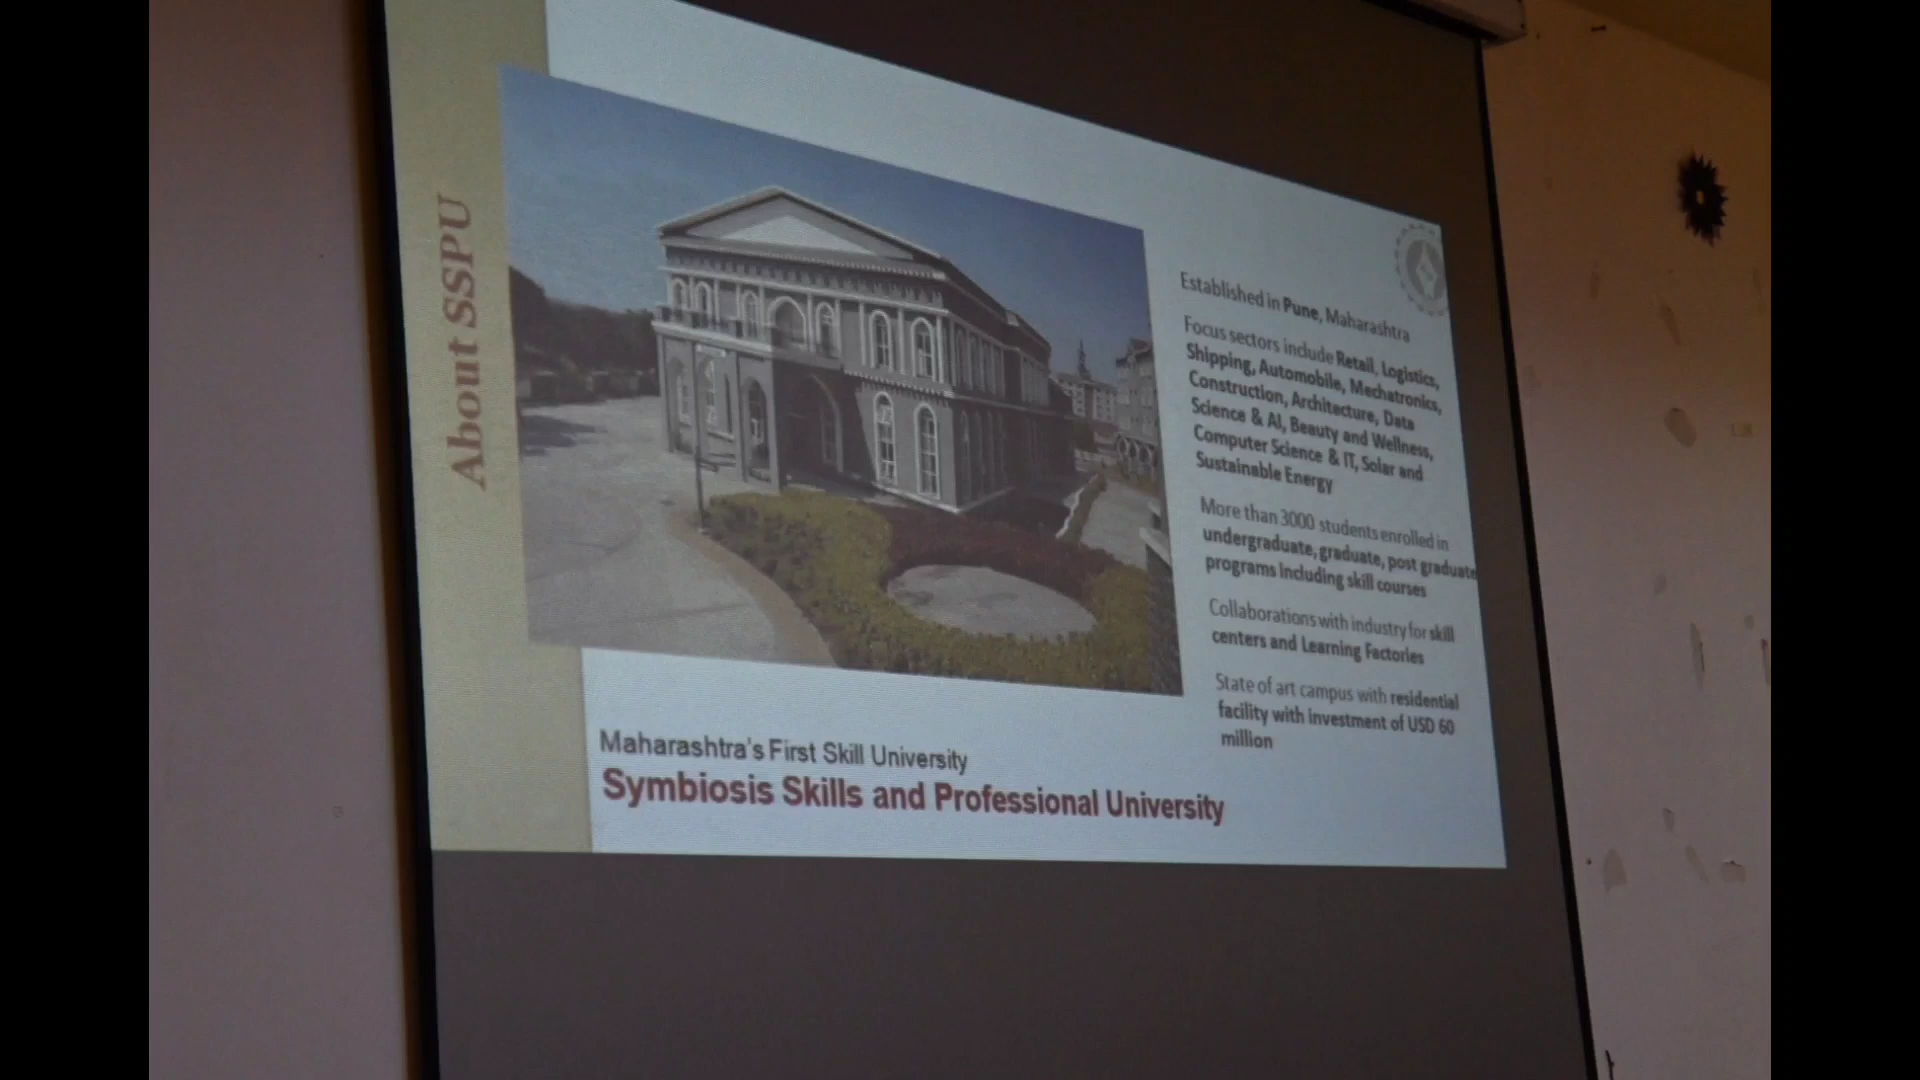 About SSPU
Established in Pune, Maharashtra
Focus sectors include Retail, Logistics,
Shipping, Automobile, Mechatronics,
Construction, Architecture, Data
Science & AI, Beauty and Wellness,
Computer Science & IT, Solar and
Sustainable Energy
More than 3000 students enrolled in
undergraduate, graduate, post graduate
programs including skill courses
Collaborations with industry for skill
centers and Learning Factories
State of art campus with residential
facility with investment of USD 60
million
Maharashtra's First Skill University
Symbiosis Skills and Professional University